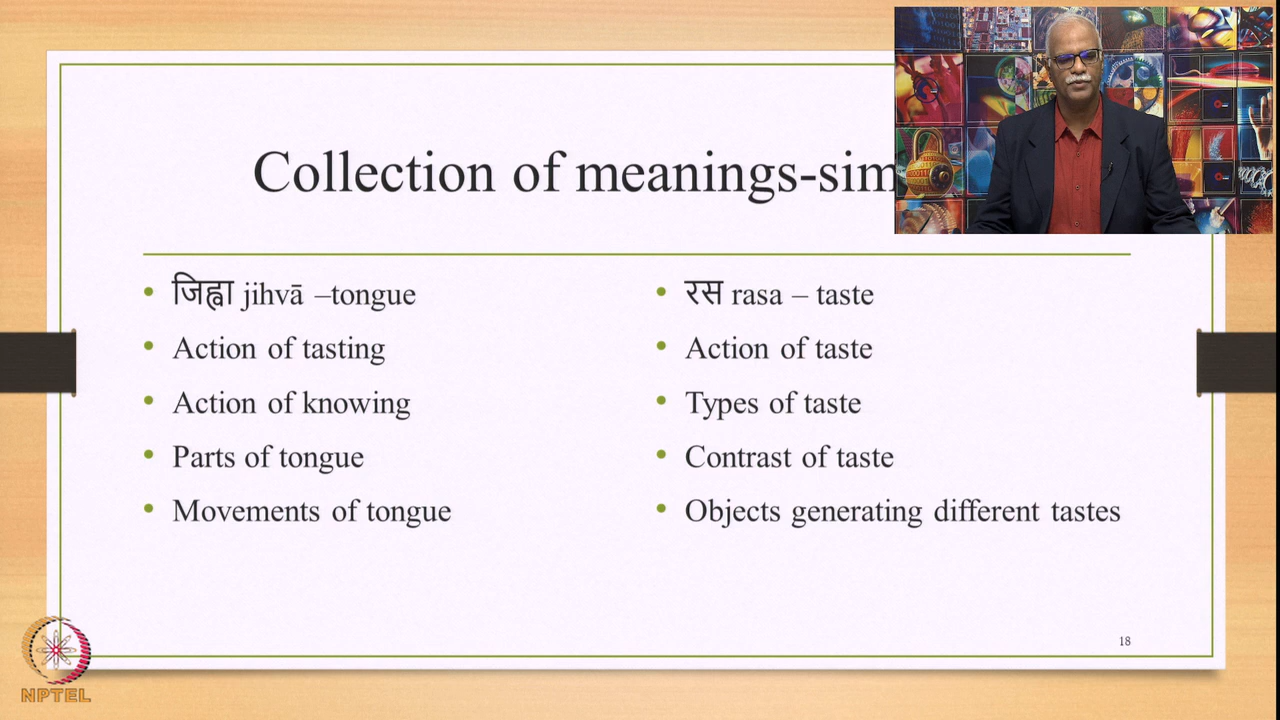 Collection of meanings-sim
• जिह्वा jihvā –tongue
• Action of tasting
• Action of knowing
• Parts of tongue
• Movements of tongue
• रस rasa – taste
• Action of taste
• Types of taste
• Contrast of taste
• Objects generating different tastes
18
NPTEL